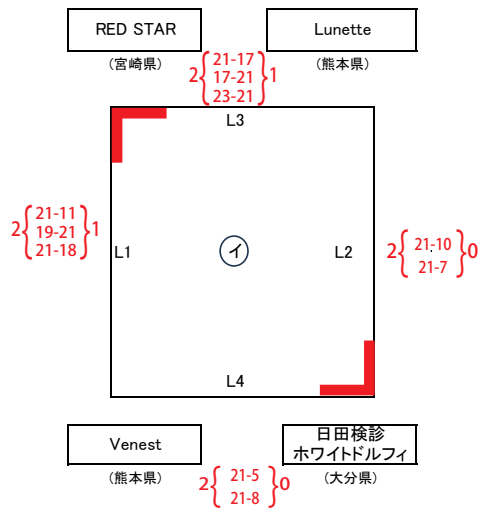 RED STAR
Lunette
（宮崎県）
（熊本県）
2{21-17}1
17-21
23-21
L3
2{21-11}1
19-21
21-18
L1
イ
L2
2{21-10}0
21-7
L4
Venest
日田検診
ホワイトドルフィ
（熊本県）
（大分県）
2{21-5}0
21-8